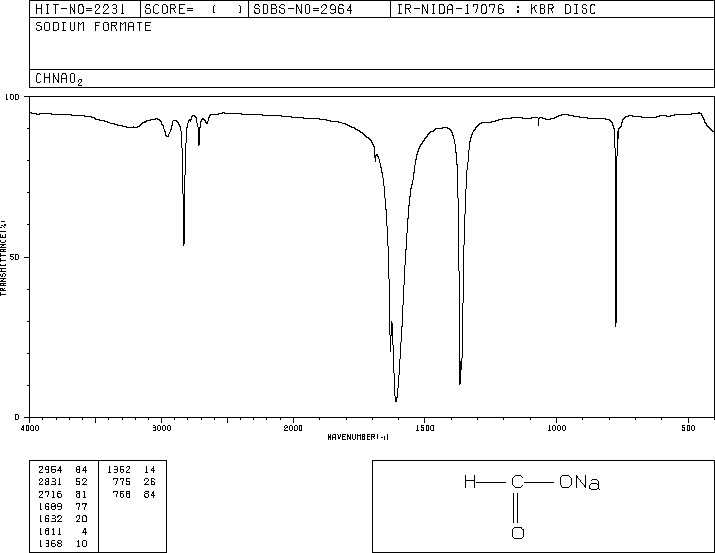 HIT-NO=2231 SCORE= ( ) SDBS-NO=2964 IR-NIDA-17076 : KBR DISC
SODIUM FORMATE
CHNAO2
100
50
0
TRANSMITTANCE(%)
4000 3000 2000 1500 1000 500
WAVENUMBER(-1)
2964 84 1362 14
2831 52 775 26
2716 81 768 84
1689 77
1632 20
1611 4
1368 10
H C ONa
O